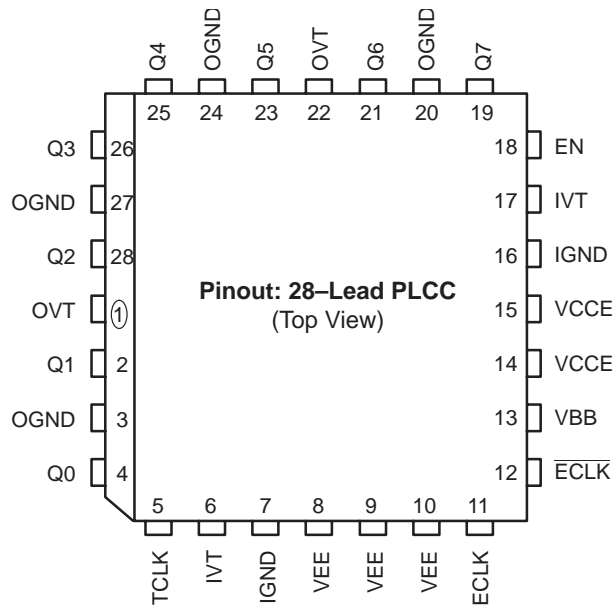 Q4 OGND Q5 OVT Q6 OGND Q7
25 24 23 22 21 20 19
Q3 26 18 EN
OGND 27 17 IVT
Q2 28 16 IGND
Pinout: 28–Lead PLCC
(Top View)
OVT 1 15 VCCE
Q1 2 14 VCCE
OGND 3 13 VBB
Q0 4 12 E̅C̅L̅K̅
5 6 7 8 9 10 11
TCLK IVT IGND VEE VEE VEE ECLK